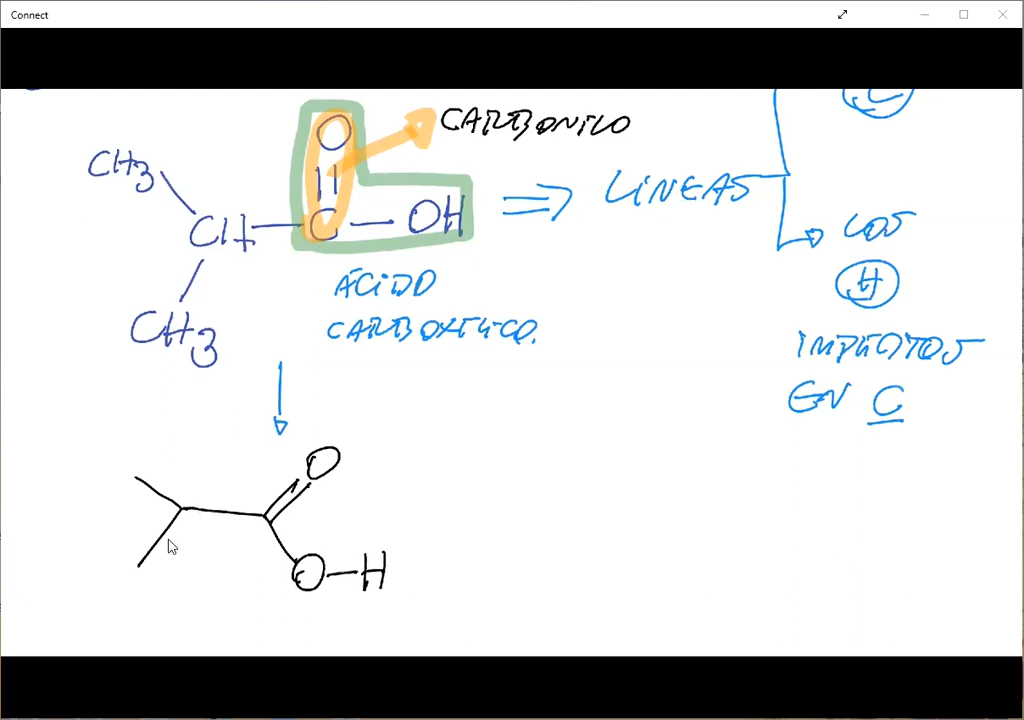 Connect
CARBONILO
O
CH3
CH — C — OH
⇒ LINEAS
LOS
H
ÁCIDO
CARBOXÍLICO.
CH3
IMPLÍCITOS
EN C
O
O—H